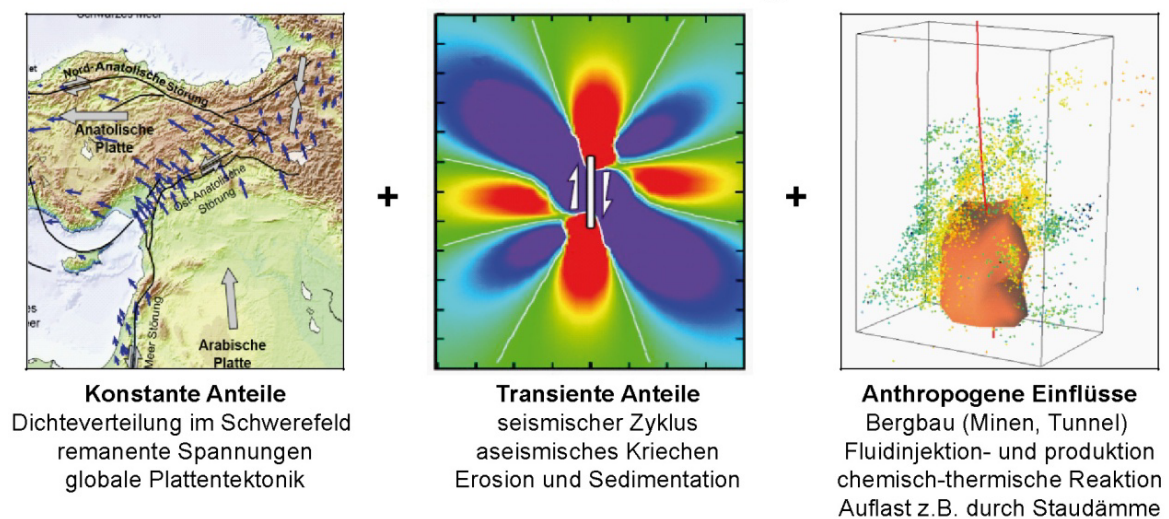 Schwarzes Meer
Nord-Anatolische Störung
Anatolische
Platte
Ost-Anatolische
Störung
Meer Störung
Arabische
Platte
+
+
Konstante Anteile
Dichteverteilung im Schwerefeld
remanente Spannungen
globale Plattentektonik
Transiente Anteile
seismischer Zyklus
aseismisches Kriechen
Erosion und Sedimentation
Anthropogene Einflüsse
Bergbau (Minen, Tunnel)
Fluidinjektion- und produktion
chemisch-thermische Reaktion
Auflast z.B. durch Staudämme